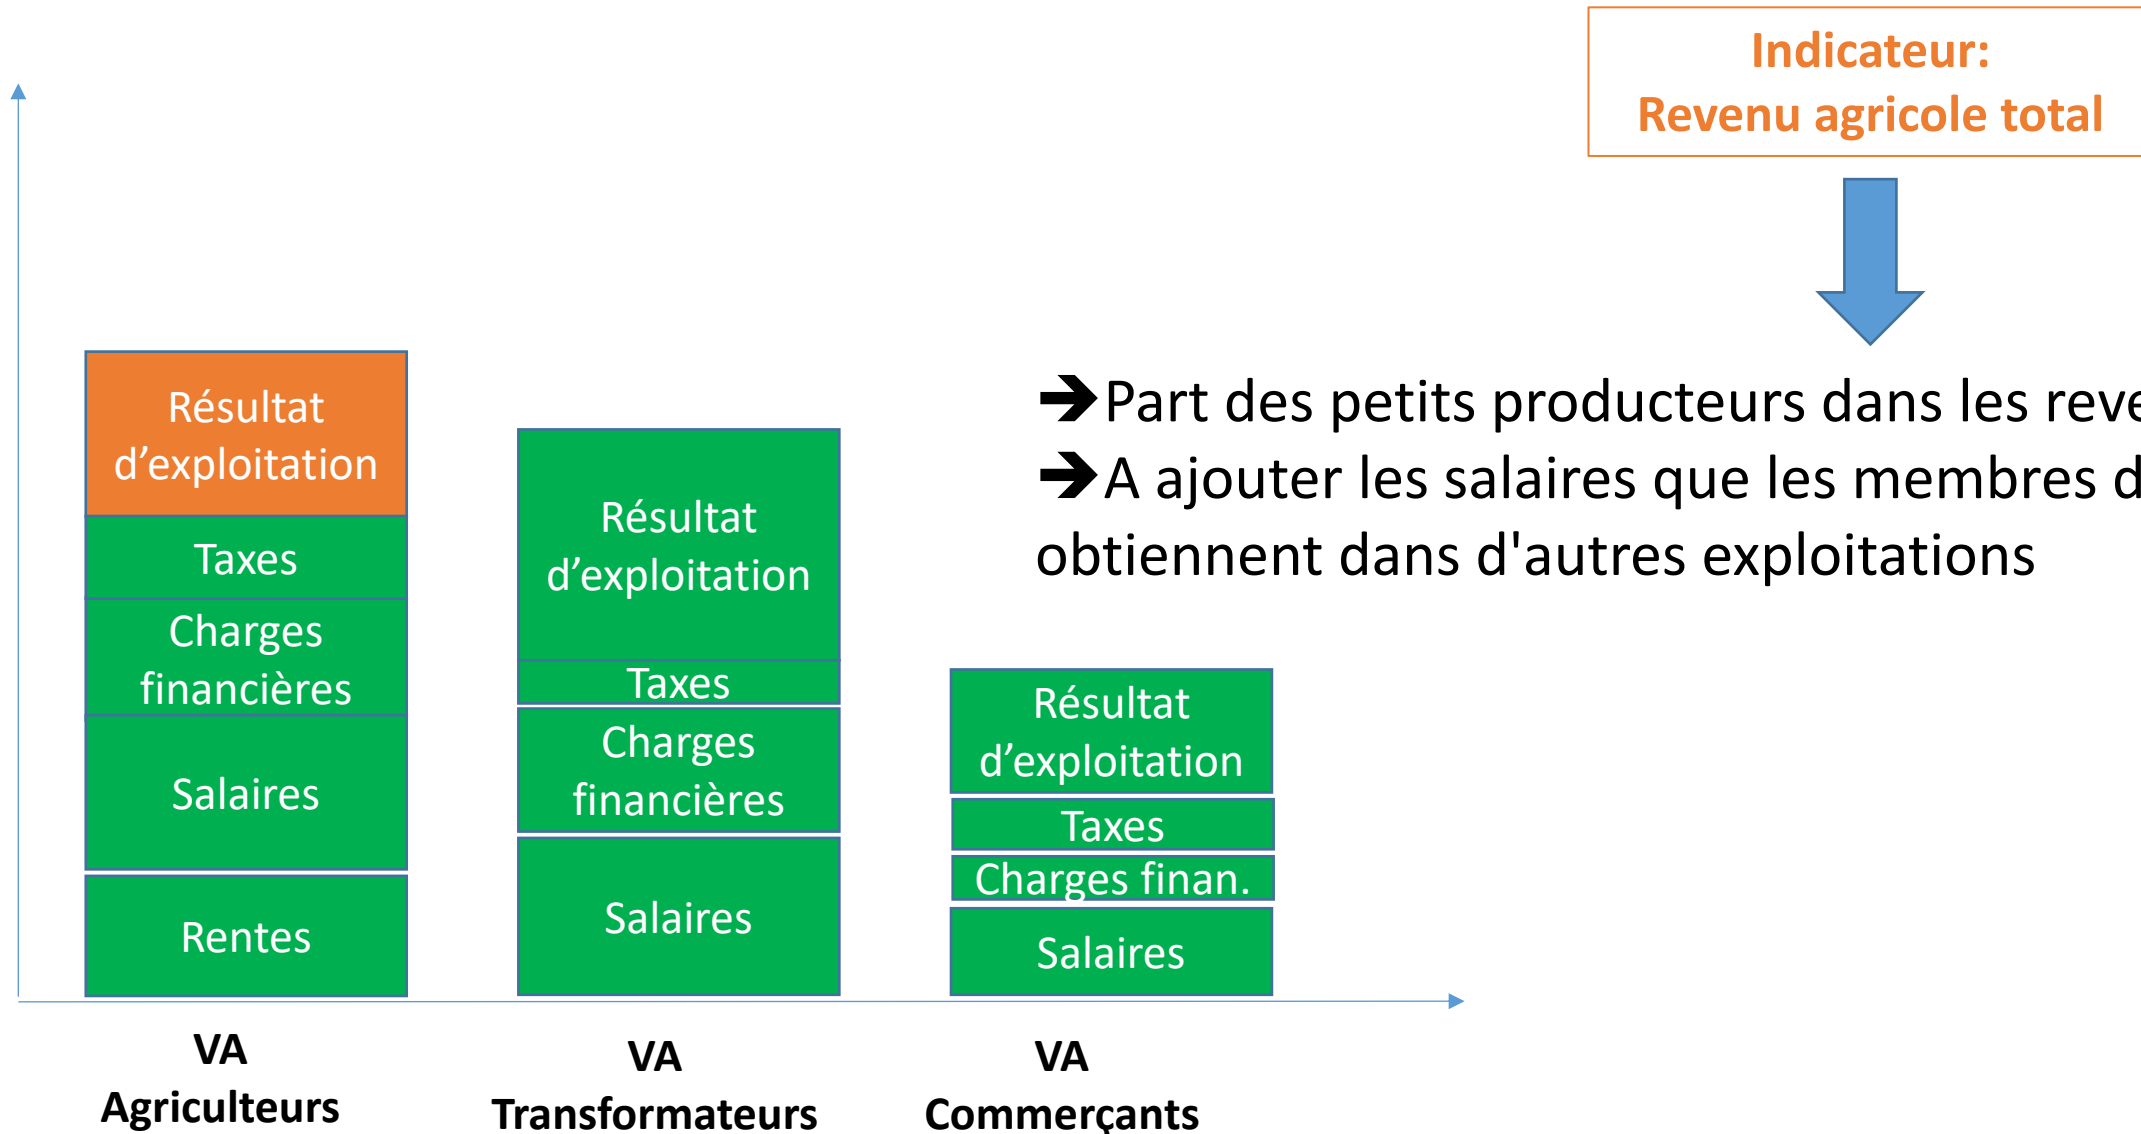 Indicateur:
Revenu agricole total
➔Part des petits producteurs dans les
➔A ajouter les salaires que les membres
obtiennent dans d'autres exploitations
Résultat
d’exploitation
Taxes
Charges
financières
Salaires
Rentes
Résultat
d’exploitation
Taxes
Charges
financières
Salaires
Résultat
d’exploitation
Taxes
Charges finan.
Salaires
VA
Agriculteurs
VA
Transformateurs
VA
Commerçants